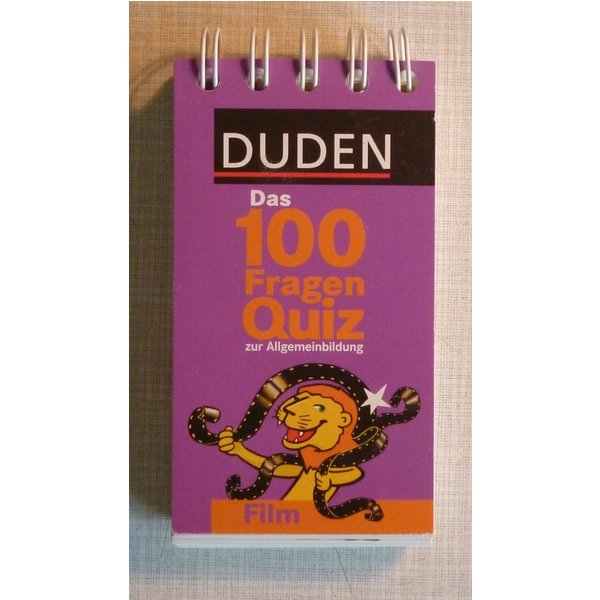 DUDEN
Das
100
Fragen
Quiz
zur Allgemeinbildung
Film